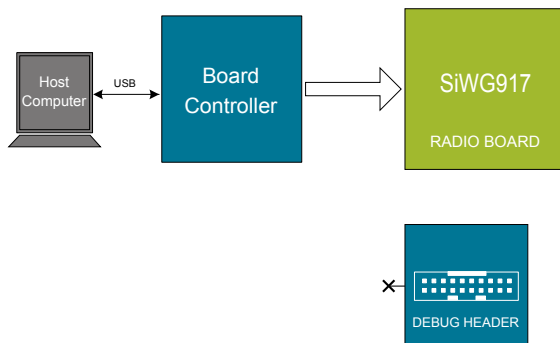 Host
Computer
USB
Board
Controller
SiWG917
RADIO BOARD
DEBUG HEADER